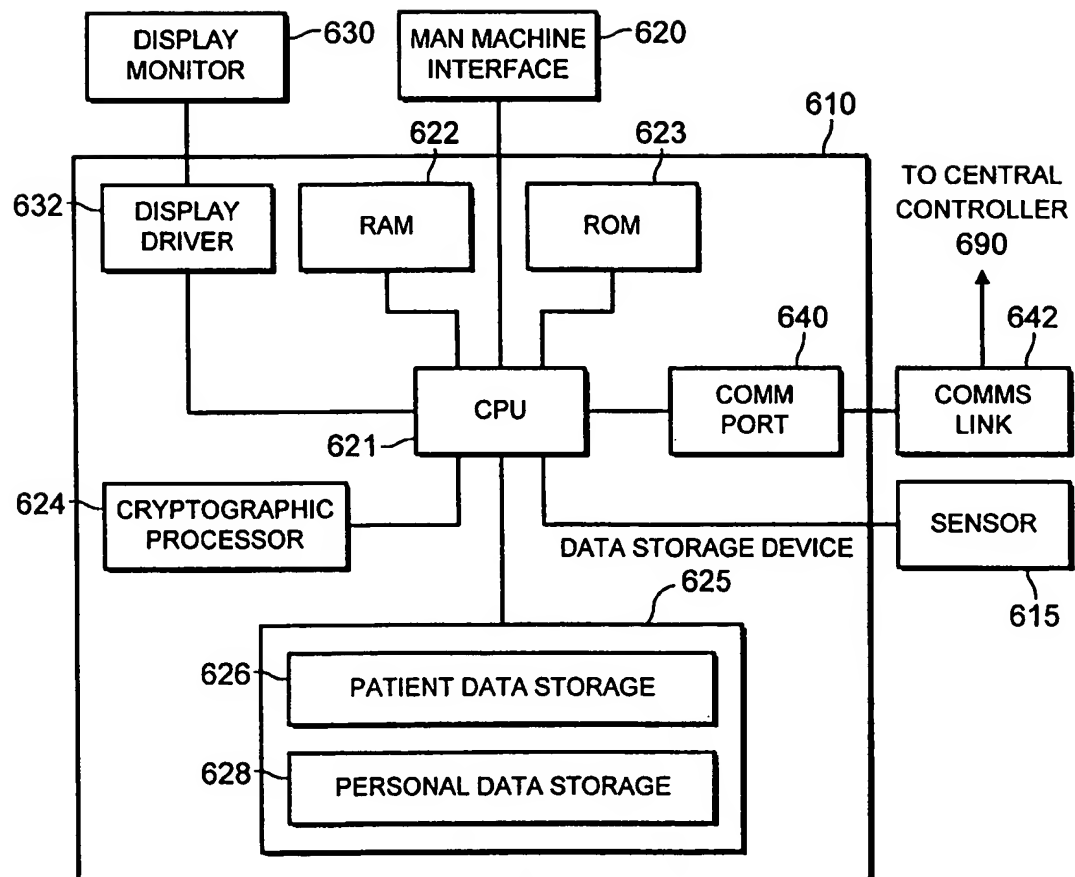 DISPLAY
MONITOR
630
MAN MACHINE
INTERFACE
620
610
632
DISPLAY
DRIVER
622
RAM
623
ROM
TO CENTRAL
CONTROLLER
690
CPU
621
640
COMM
PORT
642
COMMS
LINK
624
CRYPTOGRAPHIC
PROCESSOR
SENSOR
615
DATA STORAGE DEVICE
625
626
PATIENT DATA STORAGE
628
PERSONAL DATA STORAGE